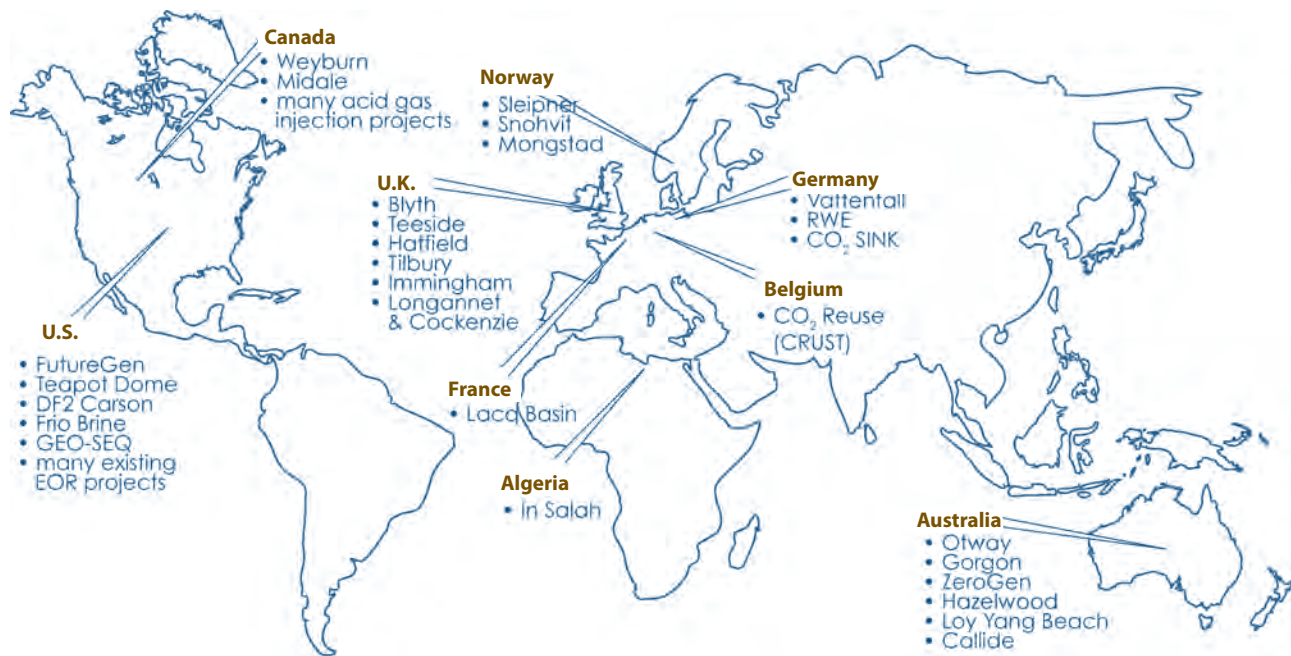 Canada
• Weyburn
• Midale
• many acid gas
injection projects
Norway
• Sleipner
• Snohvit
• Mongstad
U.K.
• Blyth
• Teeside
• Hatfield
• Tilbury
• Immingham
• Longannet
& Cockenzie
Germany
• Vattenfall
• RWE
• CO₂ SINK
Belgium
• CO₂ Reuse
(CRUST)
U.S.
• FutureGen
• Teapot Dome
• DF2 Carson
• Frio Brine
• GEO-SEQ
• many existing
EOR projects
France
• Lacq Basin
Algeria
• In Salah
Australia
• Otway
• Gorgon
• ZeroGen
• Hazelwood
• Loy Yang Beach
• Callide